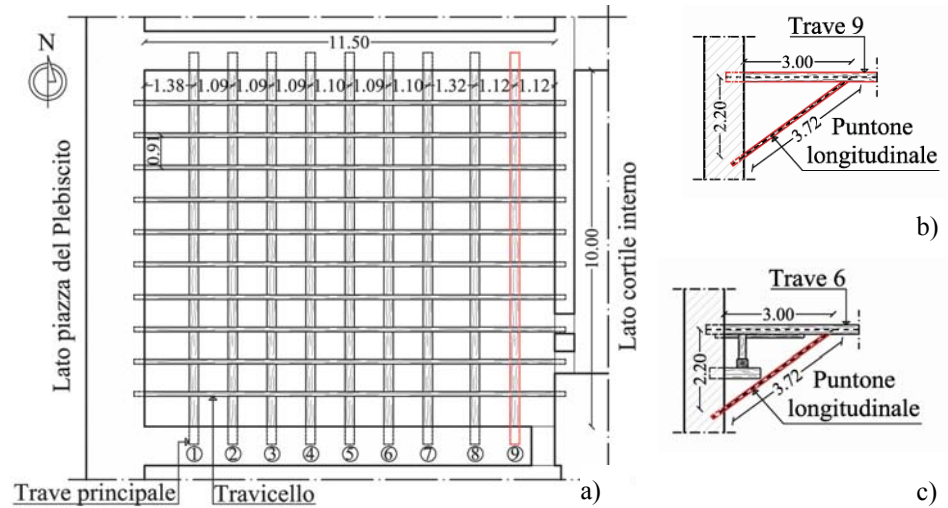 N
11.50
1.38 1.09 1.09 1.09 1.10 1.09 1.10 1.32 1.12 1.12
0.91
10.00
Lato piazza del Plebiscito
Lato cortile interno
① ② ③ ④ ⑤ ⑥ ⑦ ⑧ ⑨
Trave principale
Travicello
a)
Trave 9
3.00
2.20
3.72
Puntone
longitudinale
b)
Trave 6
3.00
2.20
3.72
Puntone
longitudinale
c)